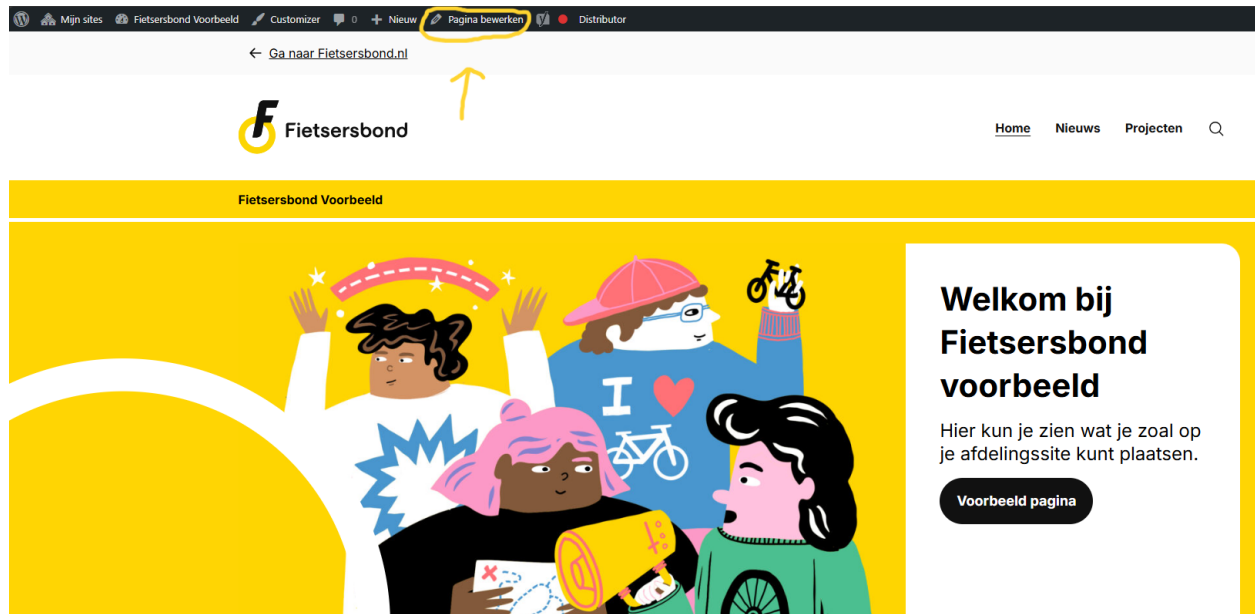 Mijn sites Fietsersbond Voorbeeld Customizer 0 Nieuw Pagina bewerken Distributor
← Ga naar Fietsersbond.nl
Fietsersbond
Home Nieuws Projecten
Fietsersbond Voorbeeld
Welkom bij
Fietsersbond
voorbeeld
Hier kun je zien wat je zoal op
je afdelingssite kunt plaatsen.
Voorbeeld pagina
I